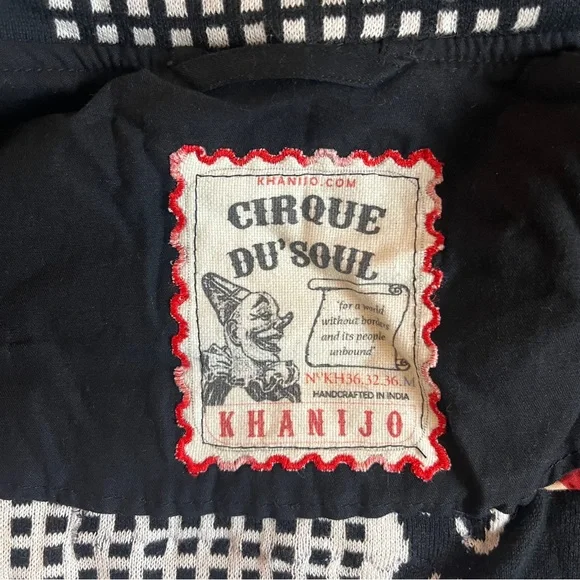 KHANIJO.COM
CIRQUE
DU'SOUL
"for a world
without borders
and its people
unbound"
N°KH36.32.36.M
HANDCRAFTED IN INDIA
KHANIJO